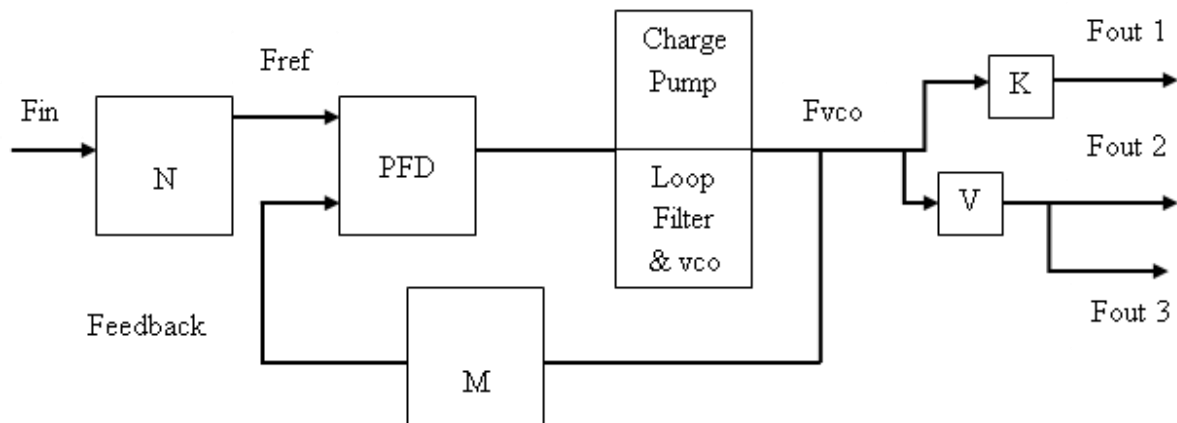 Fin
N
Fref
PFD
Charge
Pump
Loop
Filter
& vco
Fvco
K
Fout 1
V
Fout 2
Fout 3
Feedback
M